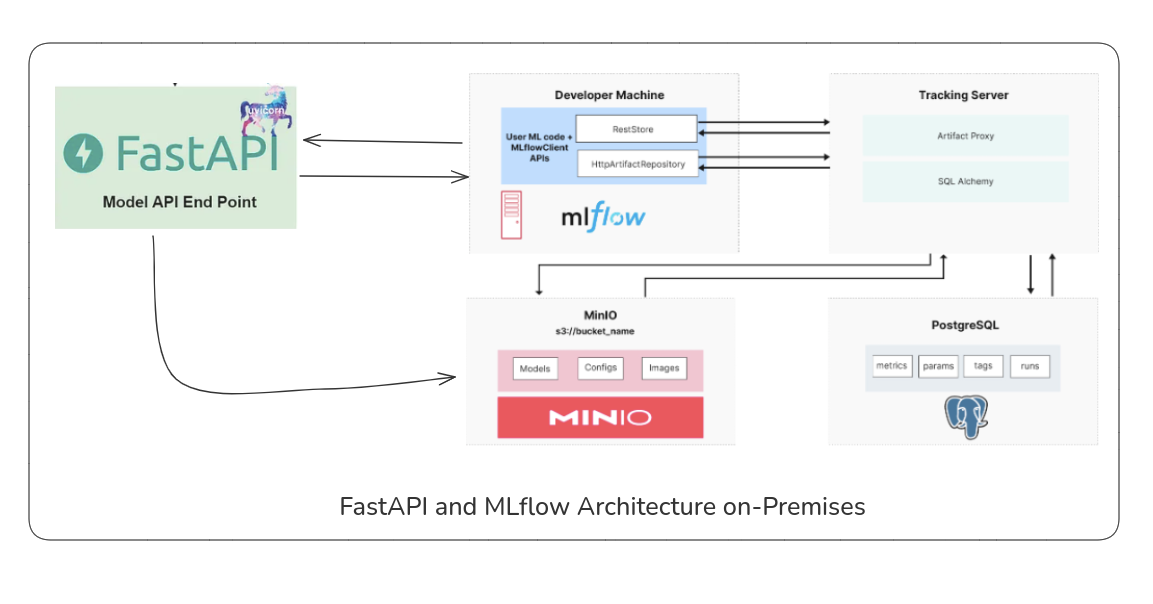 uvicorn
FastAPI
Model API End Point
Developer Machine
User ML code +
MLflowClient
APIs
RestStore
HttpArtifactRepository
mlflow
Tracking Server
Artifact Proxy
SQL Alchemy
MinIO
s3://bucket_name
Models
Configs
Images
MINIO
PostgreSQL
metrics
params
tags
runs
FastAPI and MLflow Architecture on-Premises